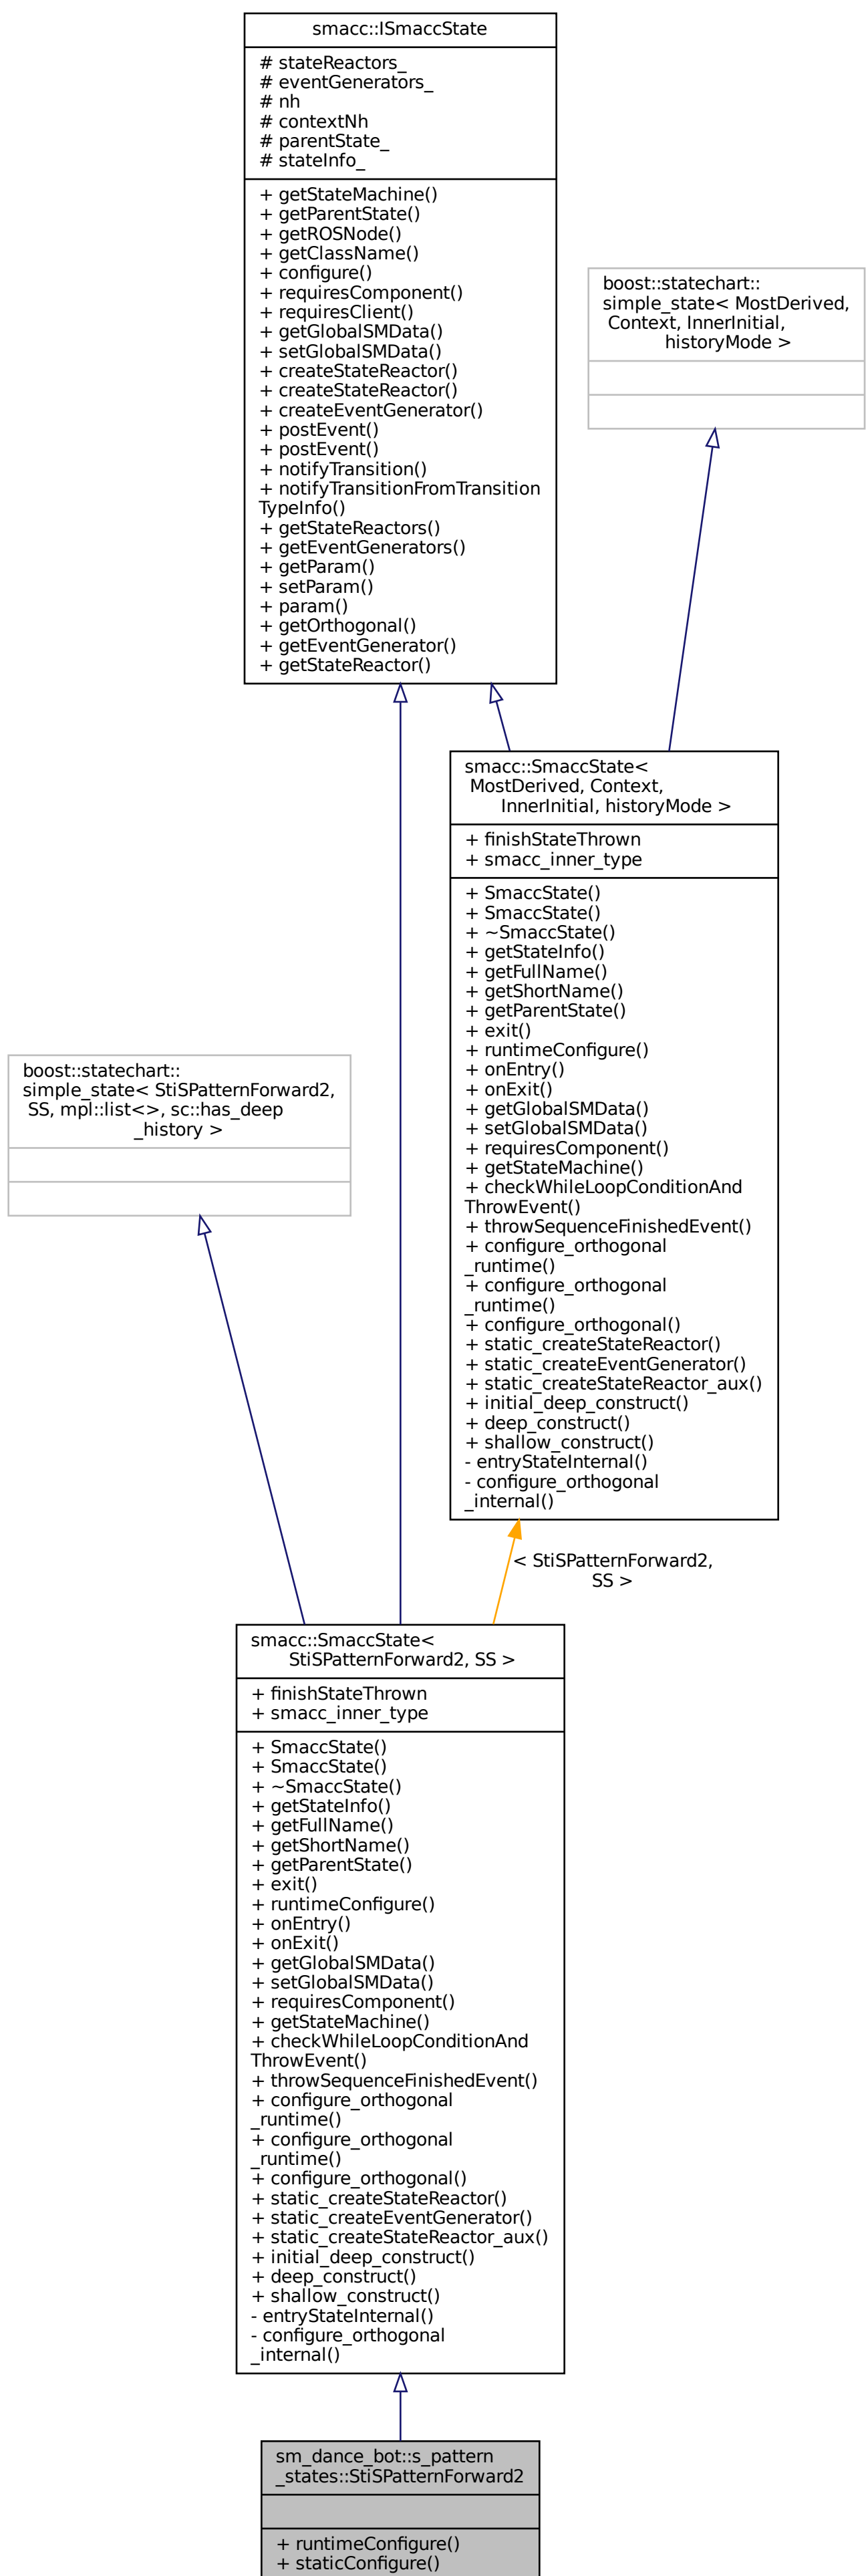 smacc::ISmaccState
# stateReactors_
# eventGenerators_
# nh
# contextNh
# parentState_
# stateInfo_
+ getStateMachine()
+ getParentState()
+ getROSNode()
+ getClassName()
+ configure()
+ requiresComponent()
+ requiresClient()
+ getGlobalSMData()
+ setGlobalSMData()
+ createStateReactor()
+ createStateReactor()
+ createEventGenerator()
+ postEvent()
+ postEvent()
+ notifyTransition()
+ notifyTransitionFromTransition
TypeInfo()
+ getStateReactors()
+ getEventGenerators()
+ getParam()
+ setParam()
+ param()
+ getOrthogonal()
+ getEventGenerator()
+ getStateReactor()
boost::statechart::
simple_state< MostDerived,
Context, InnerInitial,
historyMode >
smacc::SmaccState<
MostDerived, Context,
InnerInitial, historyMode >
+ finishStateThrown
+ smacc_inner_type
+ SmaccState()
+ SmaccState()
+ ~SmaccState()
+ getStateInfo()
+ getFullName()
+ getShortName()
+ getParentState()
+ exit()
+ runtimeConfigure()
+ onEntry()
+ onExit()
+ getGlobalSMData()
+ setGlobalSMData()
+ requiresComponent()
+ getStateMachine()
+ checkWhileLoopConditionAnd
ThrowEvent()
+ throwSequenceFinishedEvent()
+ configure_orthogonal
_runtime()
+ configure_orthogonal
_runtime()
+ configure_orthogonal()
+ static_createStateReactor()
+ static_createEventGenerator()
+ static_createStateReactor_aux()
+ initial_deep_construct()
+ deep_construct()
+ shallow_construct()
- entryStateInternal()
- configure_orthogonal
_internal()
boost::statechart::
simple_state< StiSPatternForward2,
SS, mpl::list<>, sc::has_deep
_history >
< StiSPatternForward2,
SS >
smacc::SmaccState<
StiSPatternForward2, SS >
+ finishStateThrown
+ smacc_inner_type
+ SmaccState()
+ SmaccState()
+ ~SmaccState()
+ getStateInfo()
+ getFullName()
+ getShortName()
+ getParentState()
+ exit()
+ runtimeConfigure()
+ onEntry()
+ onExit()
+ getGlobalSMData()
+ setGlobalSMData()
+ requiresComponent()
+ getStateMachine()
+ checkWhileLoopConditionAnd
ThrowEvent()
+ throwSequenceFinishedEvent()
+ configure_orthogonal
_runtime()
+ configure_orthogonal
_runtime()
+ configure_orthogonal()
+ static_createStateReactor()
+ static_createEventGenerator()
+ static_createStateReactor_aux()
+ initial_deep_construct()
+ deep_construct()
+ shallow_construct()
- entryStateInternal()
- configure_orthogonal
_internal()
sm_dance_bot::s_pattern
_states::StiSPatternForward2
+ runtimeConfigure()
+ staticConfigure()